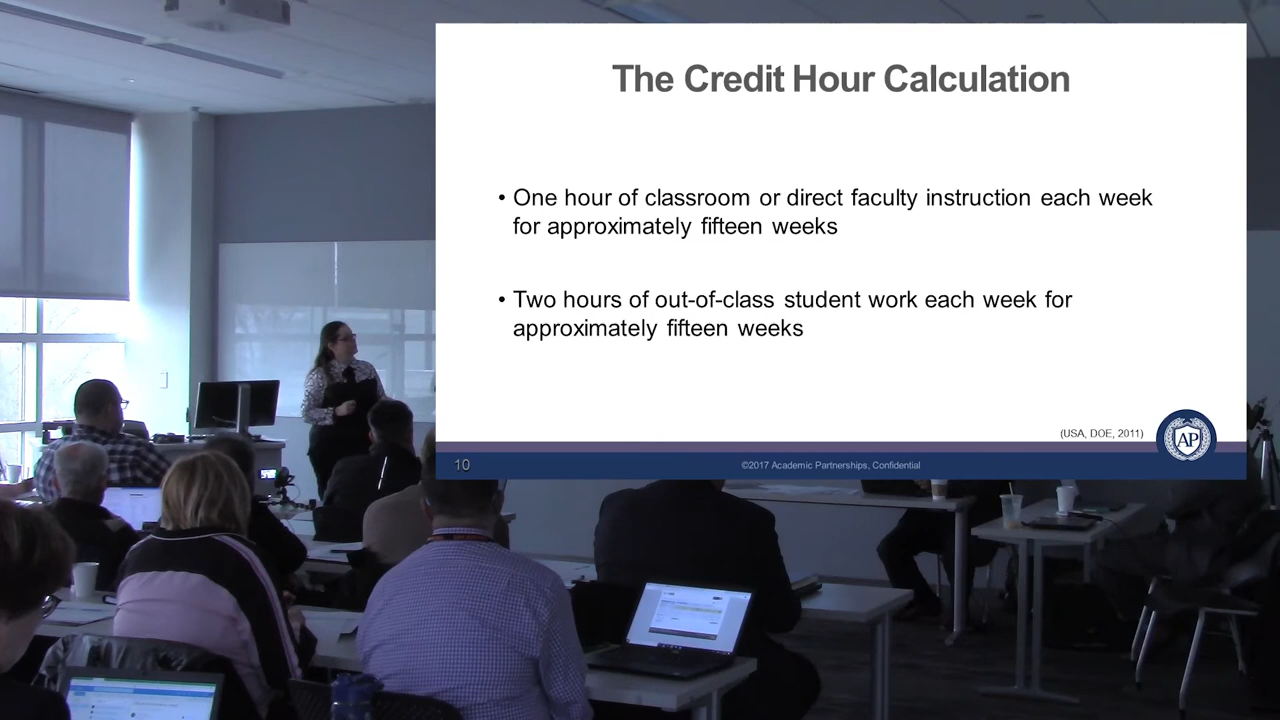 The Credit Hour Calculation
• One hour of classroom or direct faculty instruction each week
for approximately fifteen weeks
• Two hours of out-of-class student work each week for
approximately fifteen weeks
(USA, DOE, 2011)
AP
10
©2017 Academic Partnerships, Confidential